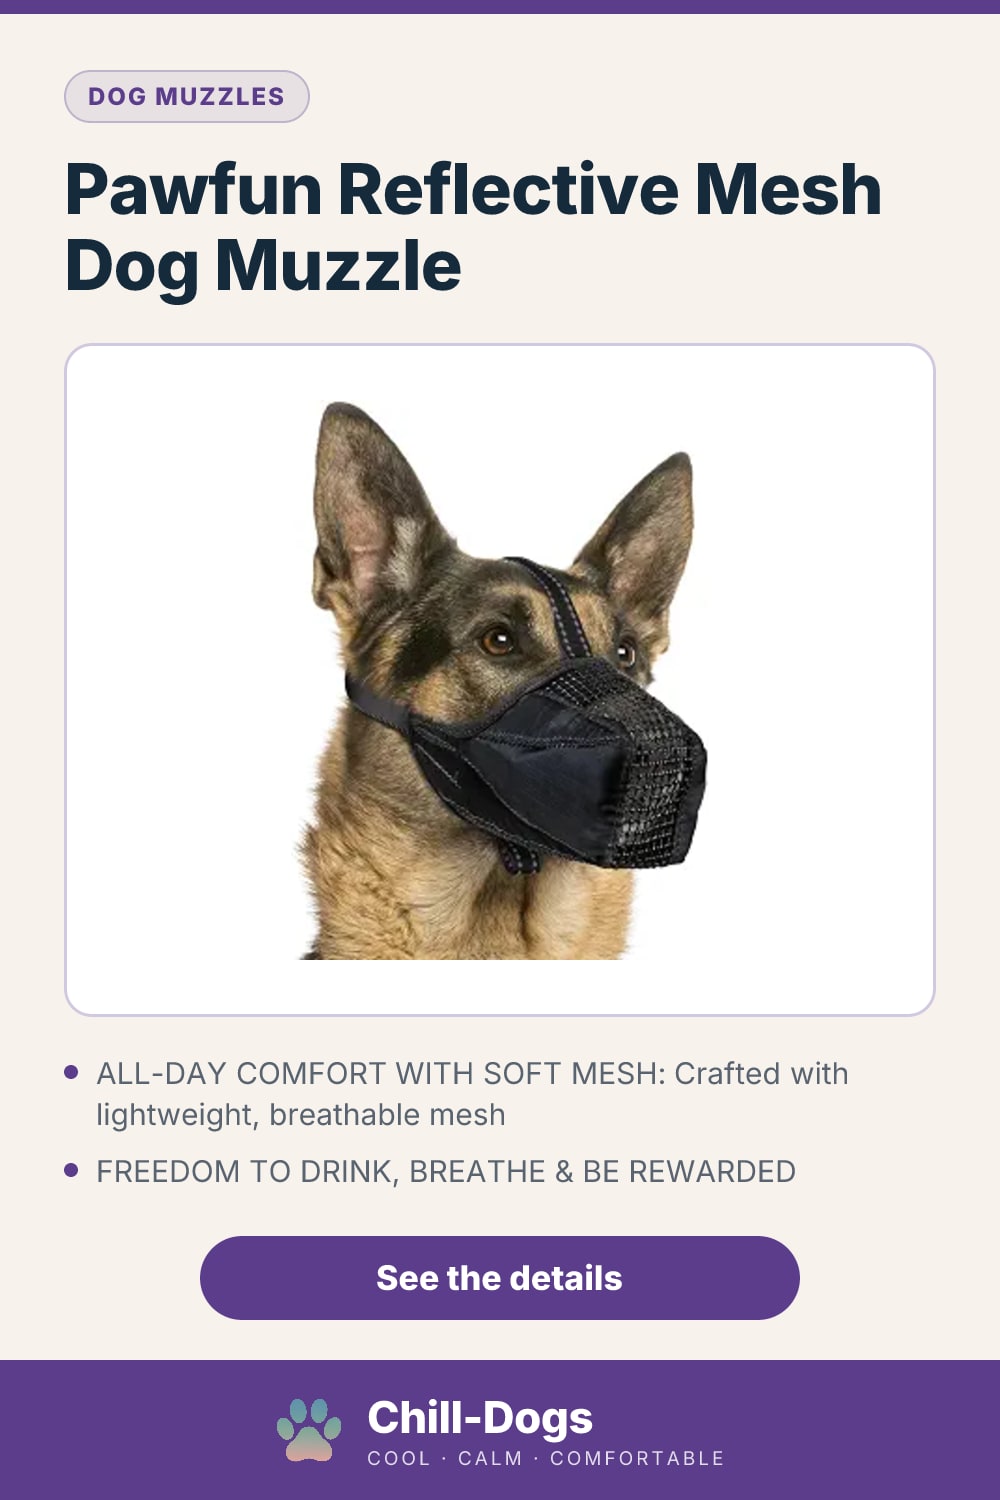 DOG MUZZLES
Pawfun Reflective Mesh
Dog Muzzle
ALL-DAY COMFORT WITH SOFT MESH: Crafted with
lightweight, breathable mesh
FREEDOM TO DRINK, BREATHE & BE REWARDED
See the details
Chill-Dogs
COOL · CALM · COMFORTABLE